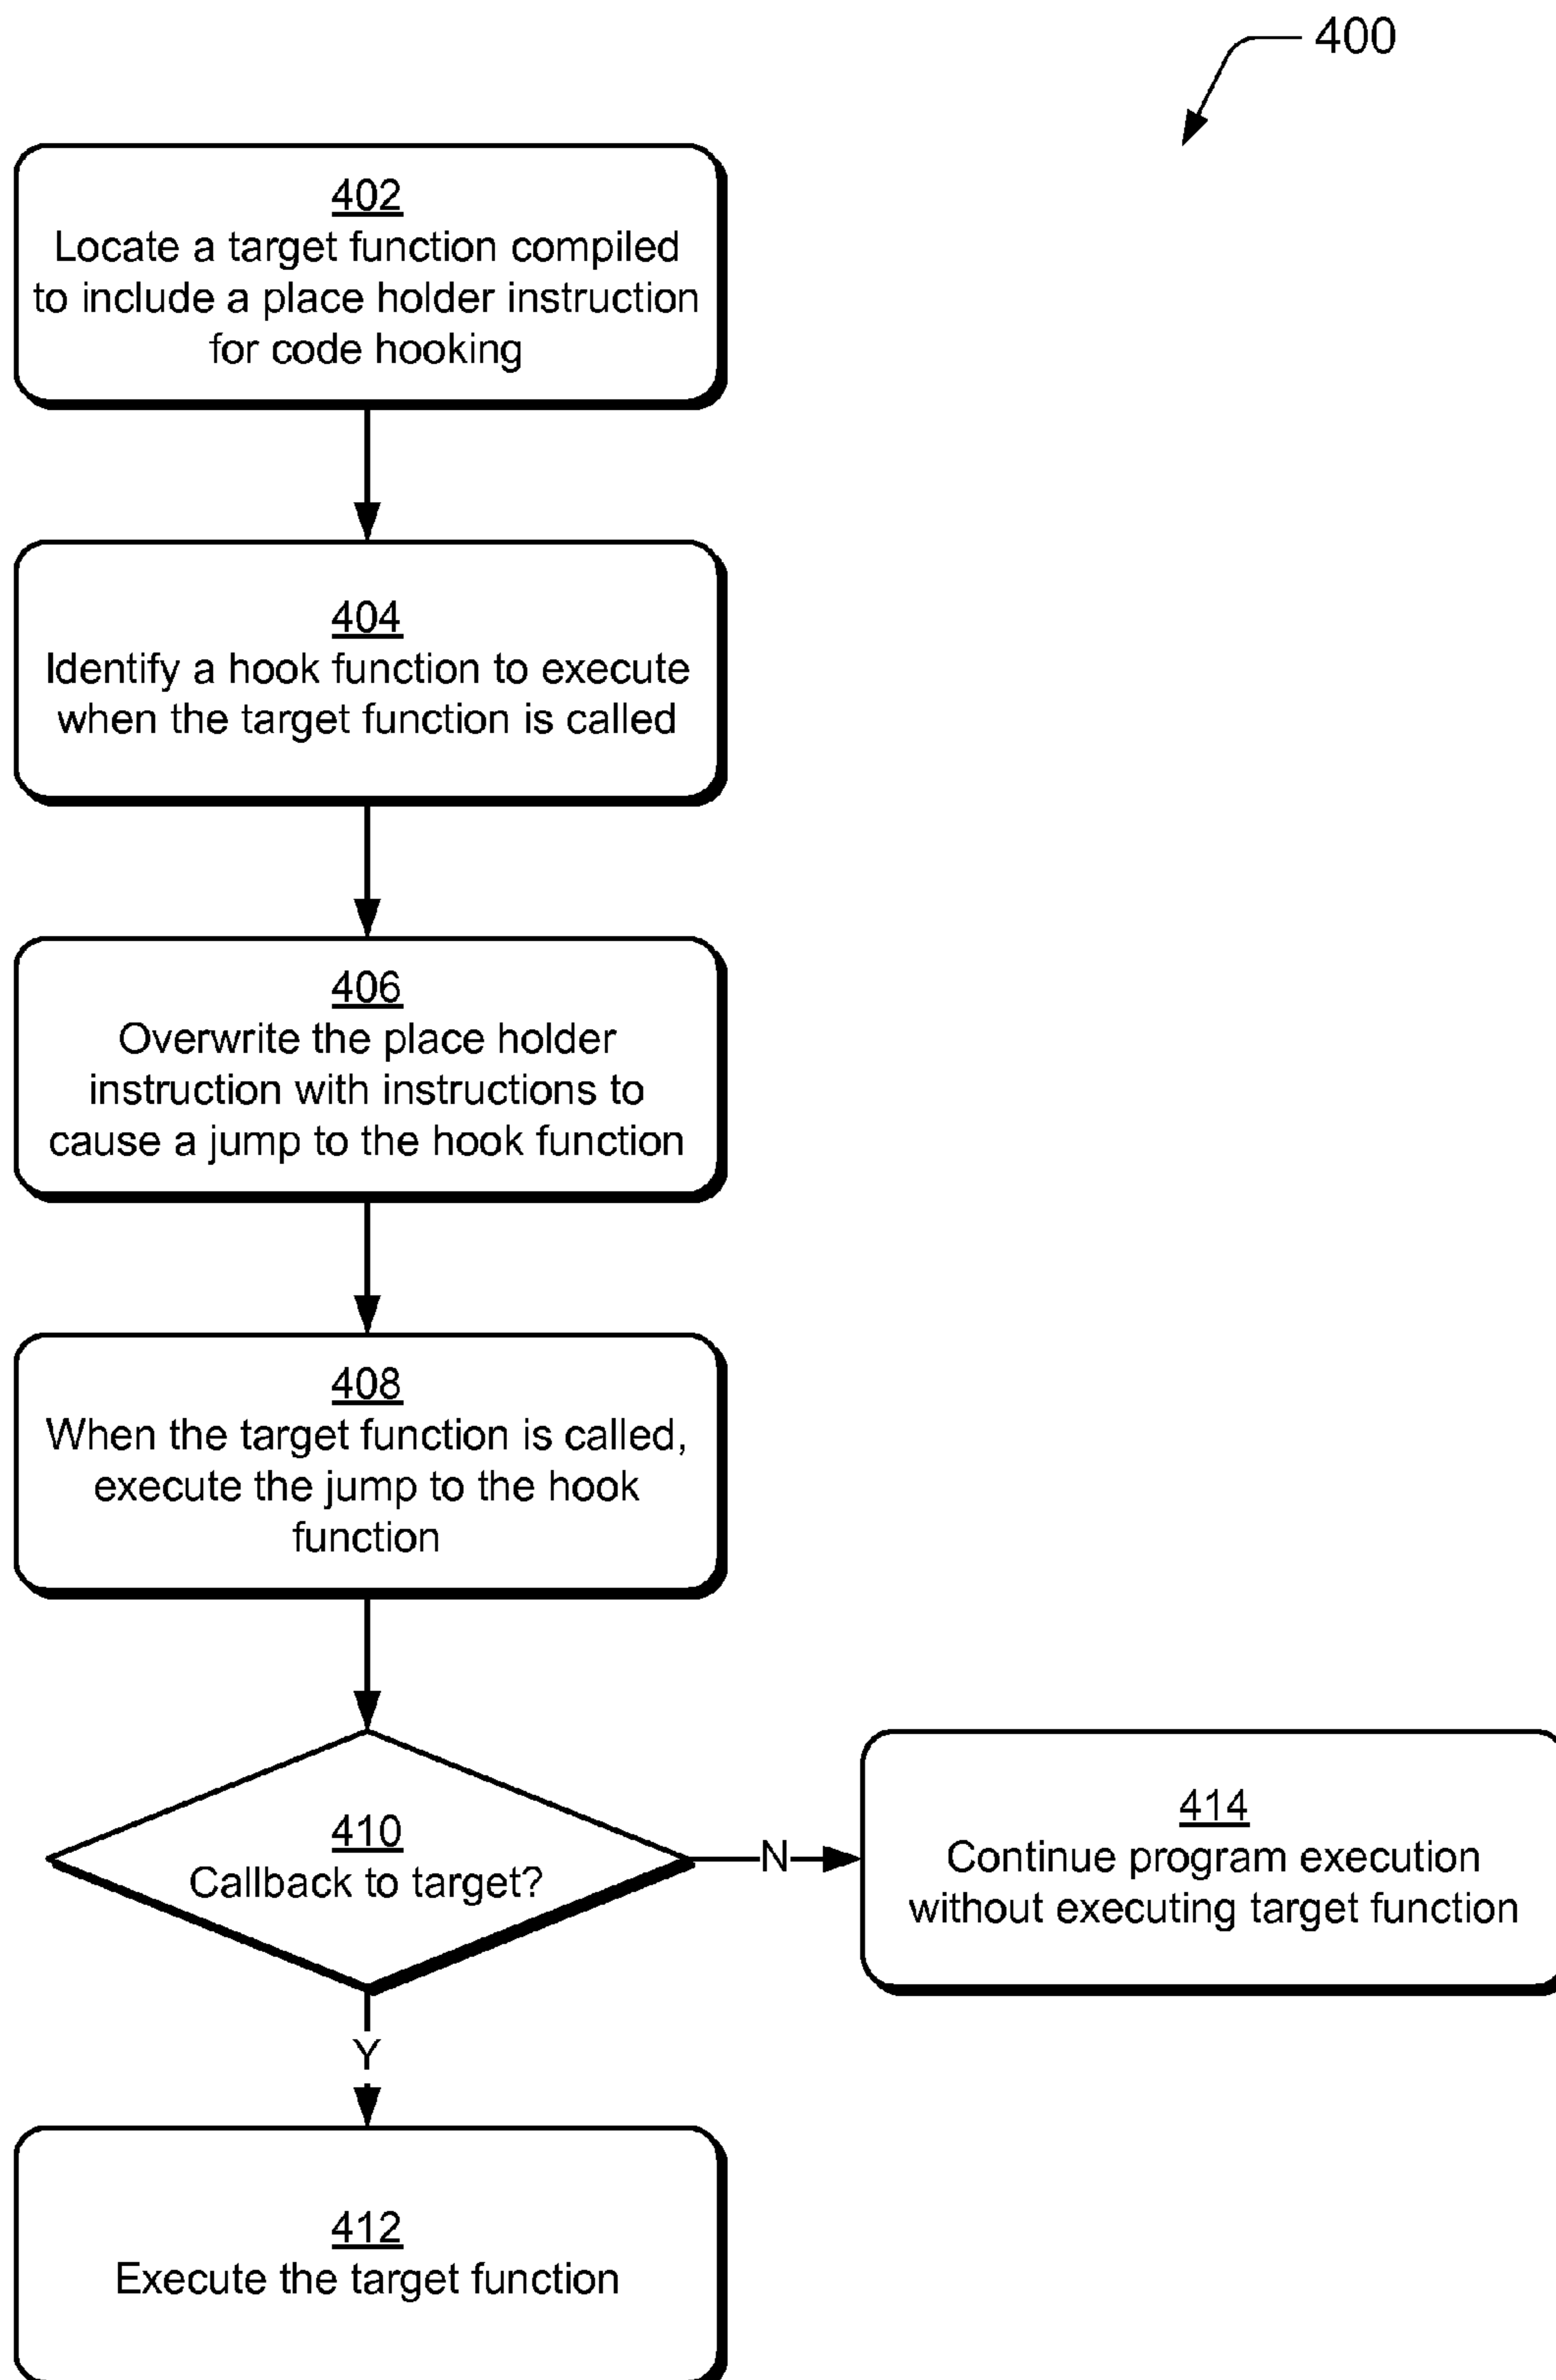 400
402
Locate a target function compiled
to include a place holder instruction
for code hooking
404
Identify a hook function to execute
when the target function is called
406
Overwrite the place holder
instruction with instructions to
cause a jump to the hook function
408
When the target function is called,
execute the jump to the hook
function
410
Callback to target?
N
414
Continue program execution
without executing target function
Y
412
Execute the target function